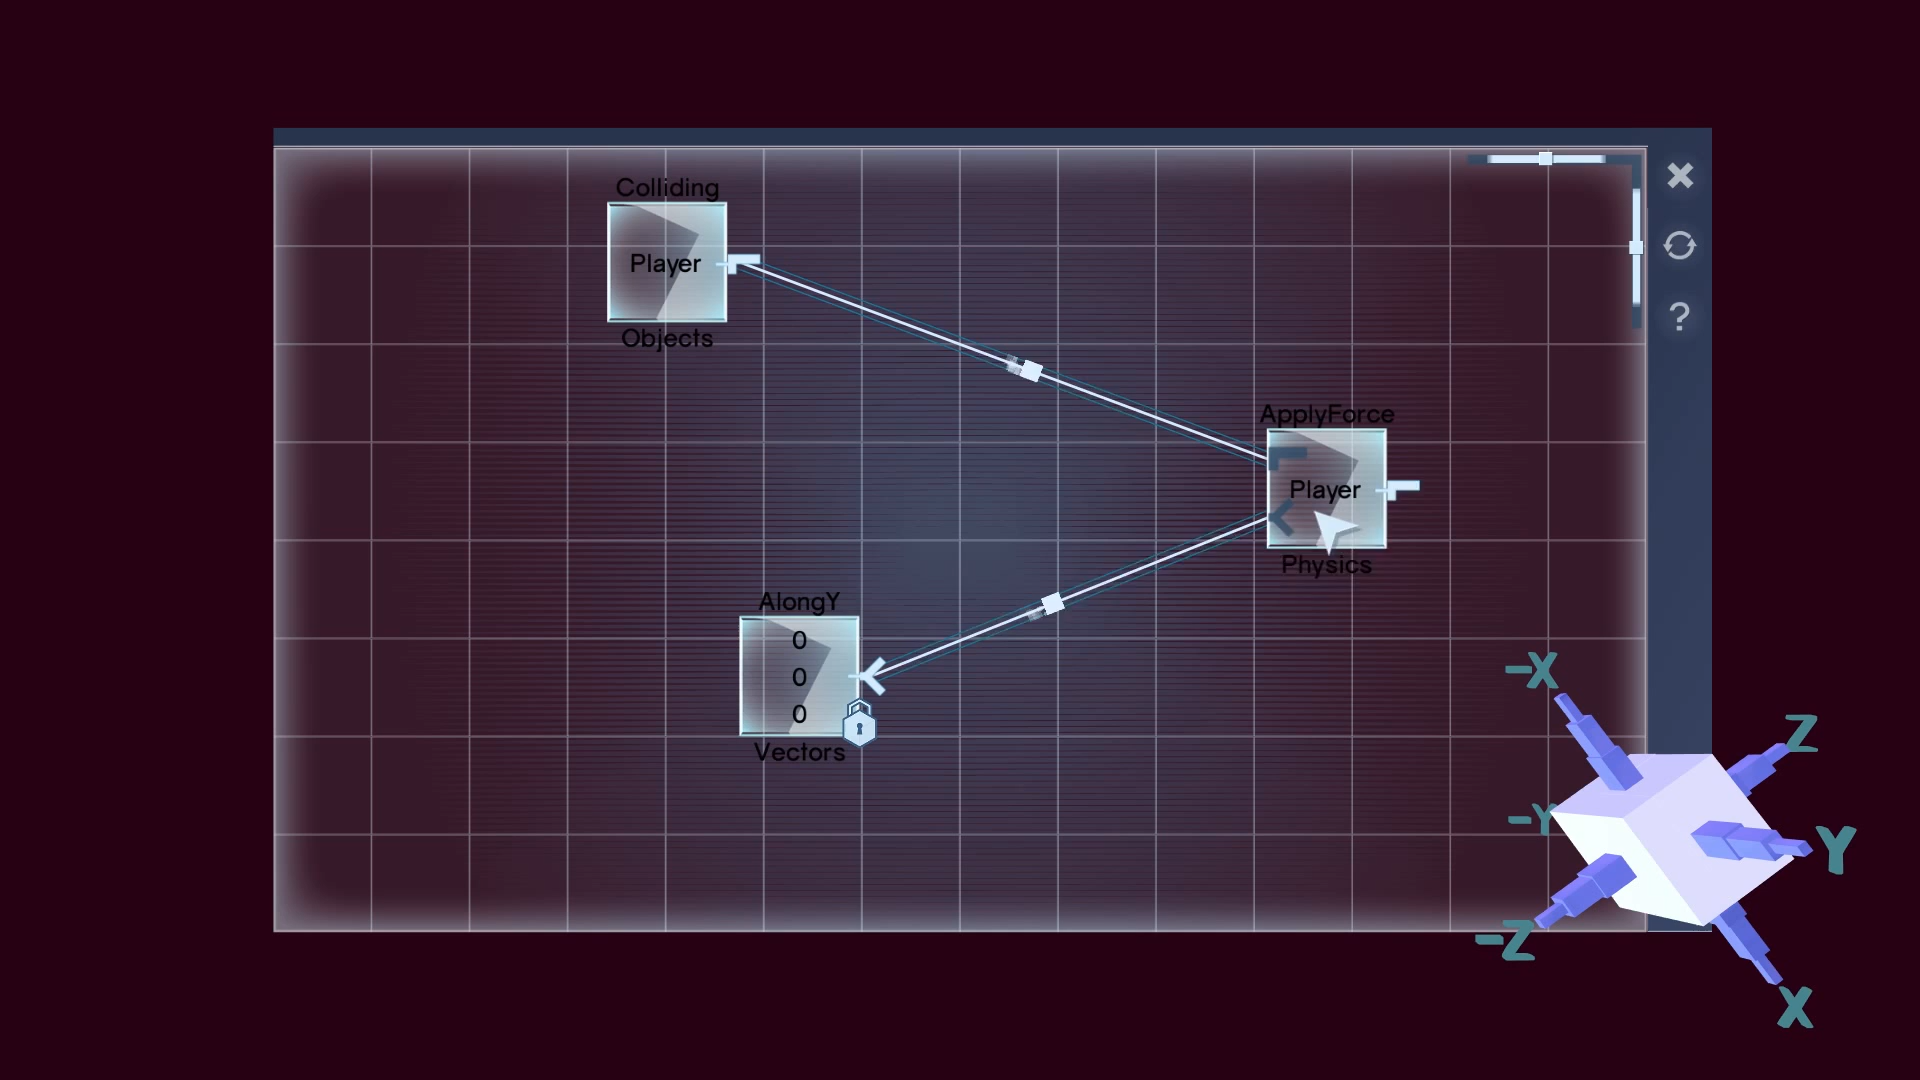 Colliding
Player
Objects
ApplyForce
Player
Physics
AlongY
0
0
0
Vectors
?
-X
Z
-Y
Y
-Z
X